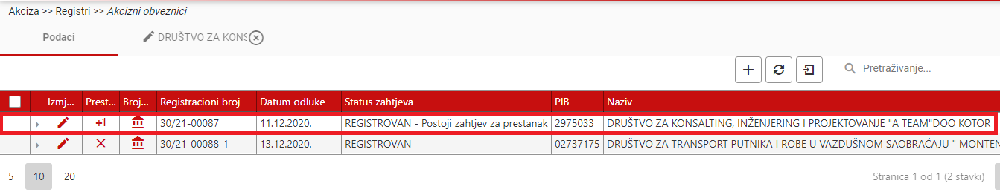 Akciza >> Registri >> Akcizni obveznici
Podaci DRUŠTVO ZA KONS
Pretraživanje...
Izmj... Prest... Broj... Registracioni broj Datum odluke Status zahtjeva PIB Naziv
+1 30/21-00087 11.12.2020. REGISTROVAN - Postoji zahtjev za prestanak 2975033 DRUŠTVO ZA KONSALTING, INŽENJERING I PROJEKTOVANJE "A TEAM"DOO KOTOR
30/21-00088-1 13.12.2020. REGISTROVAN 02737175 DRUŠTVO ZA TRANSPORT PUTNIKA I ROBE U VAZDUŠNOM SAOBRAĆAJU " MONTEN
5 10 20 Stranica 1 od 1 (2 stavki)